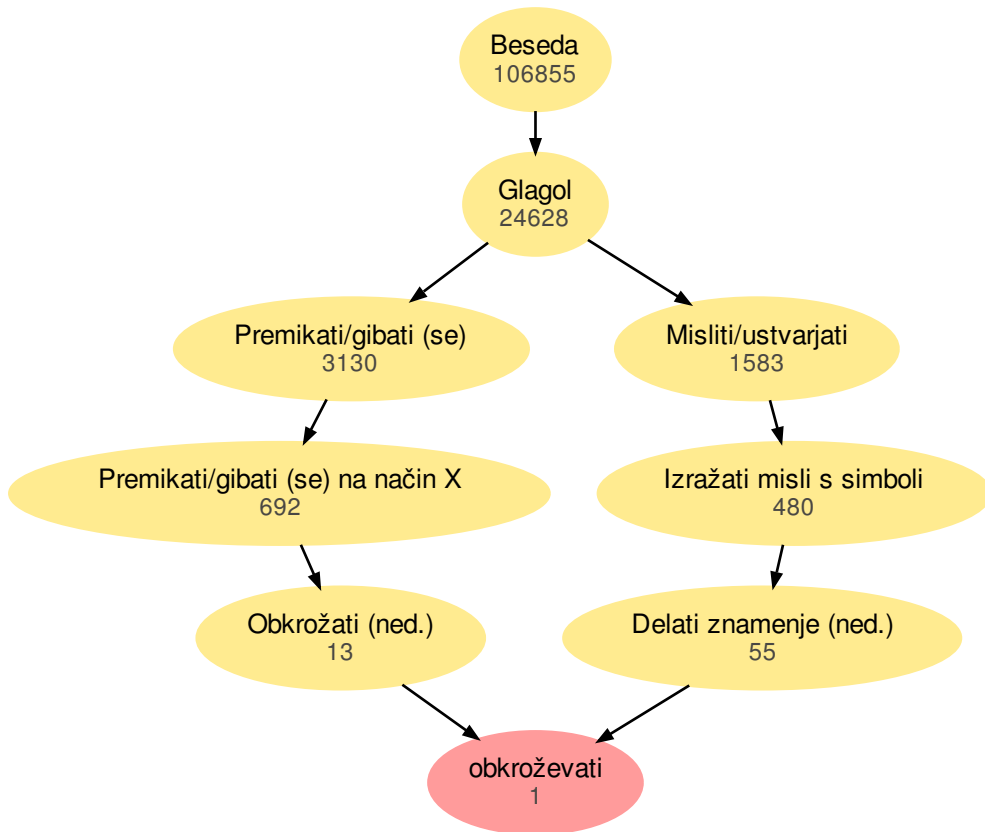 Beseda
106855
Glagol
24628
Premikati/gibati (se)
3130
Misliti/ustvarjati
1583
Premikati/gibati (se) na način X
692
Izražati misli s simboli
480
Obkrožati (ned.)
13
Delati znamenje (ned.)
55
obkroževati
1